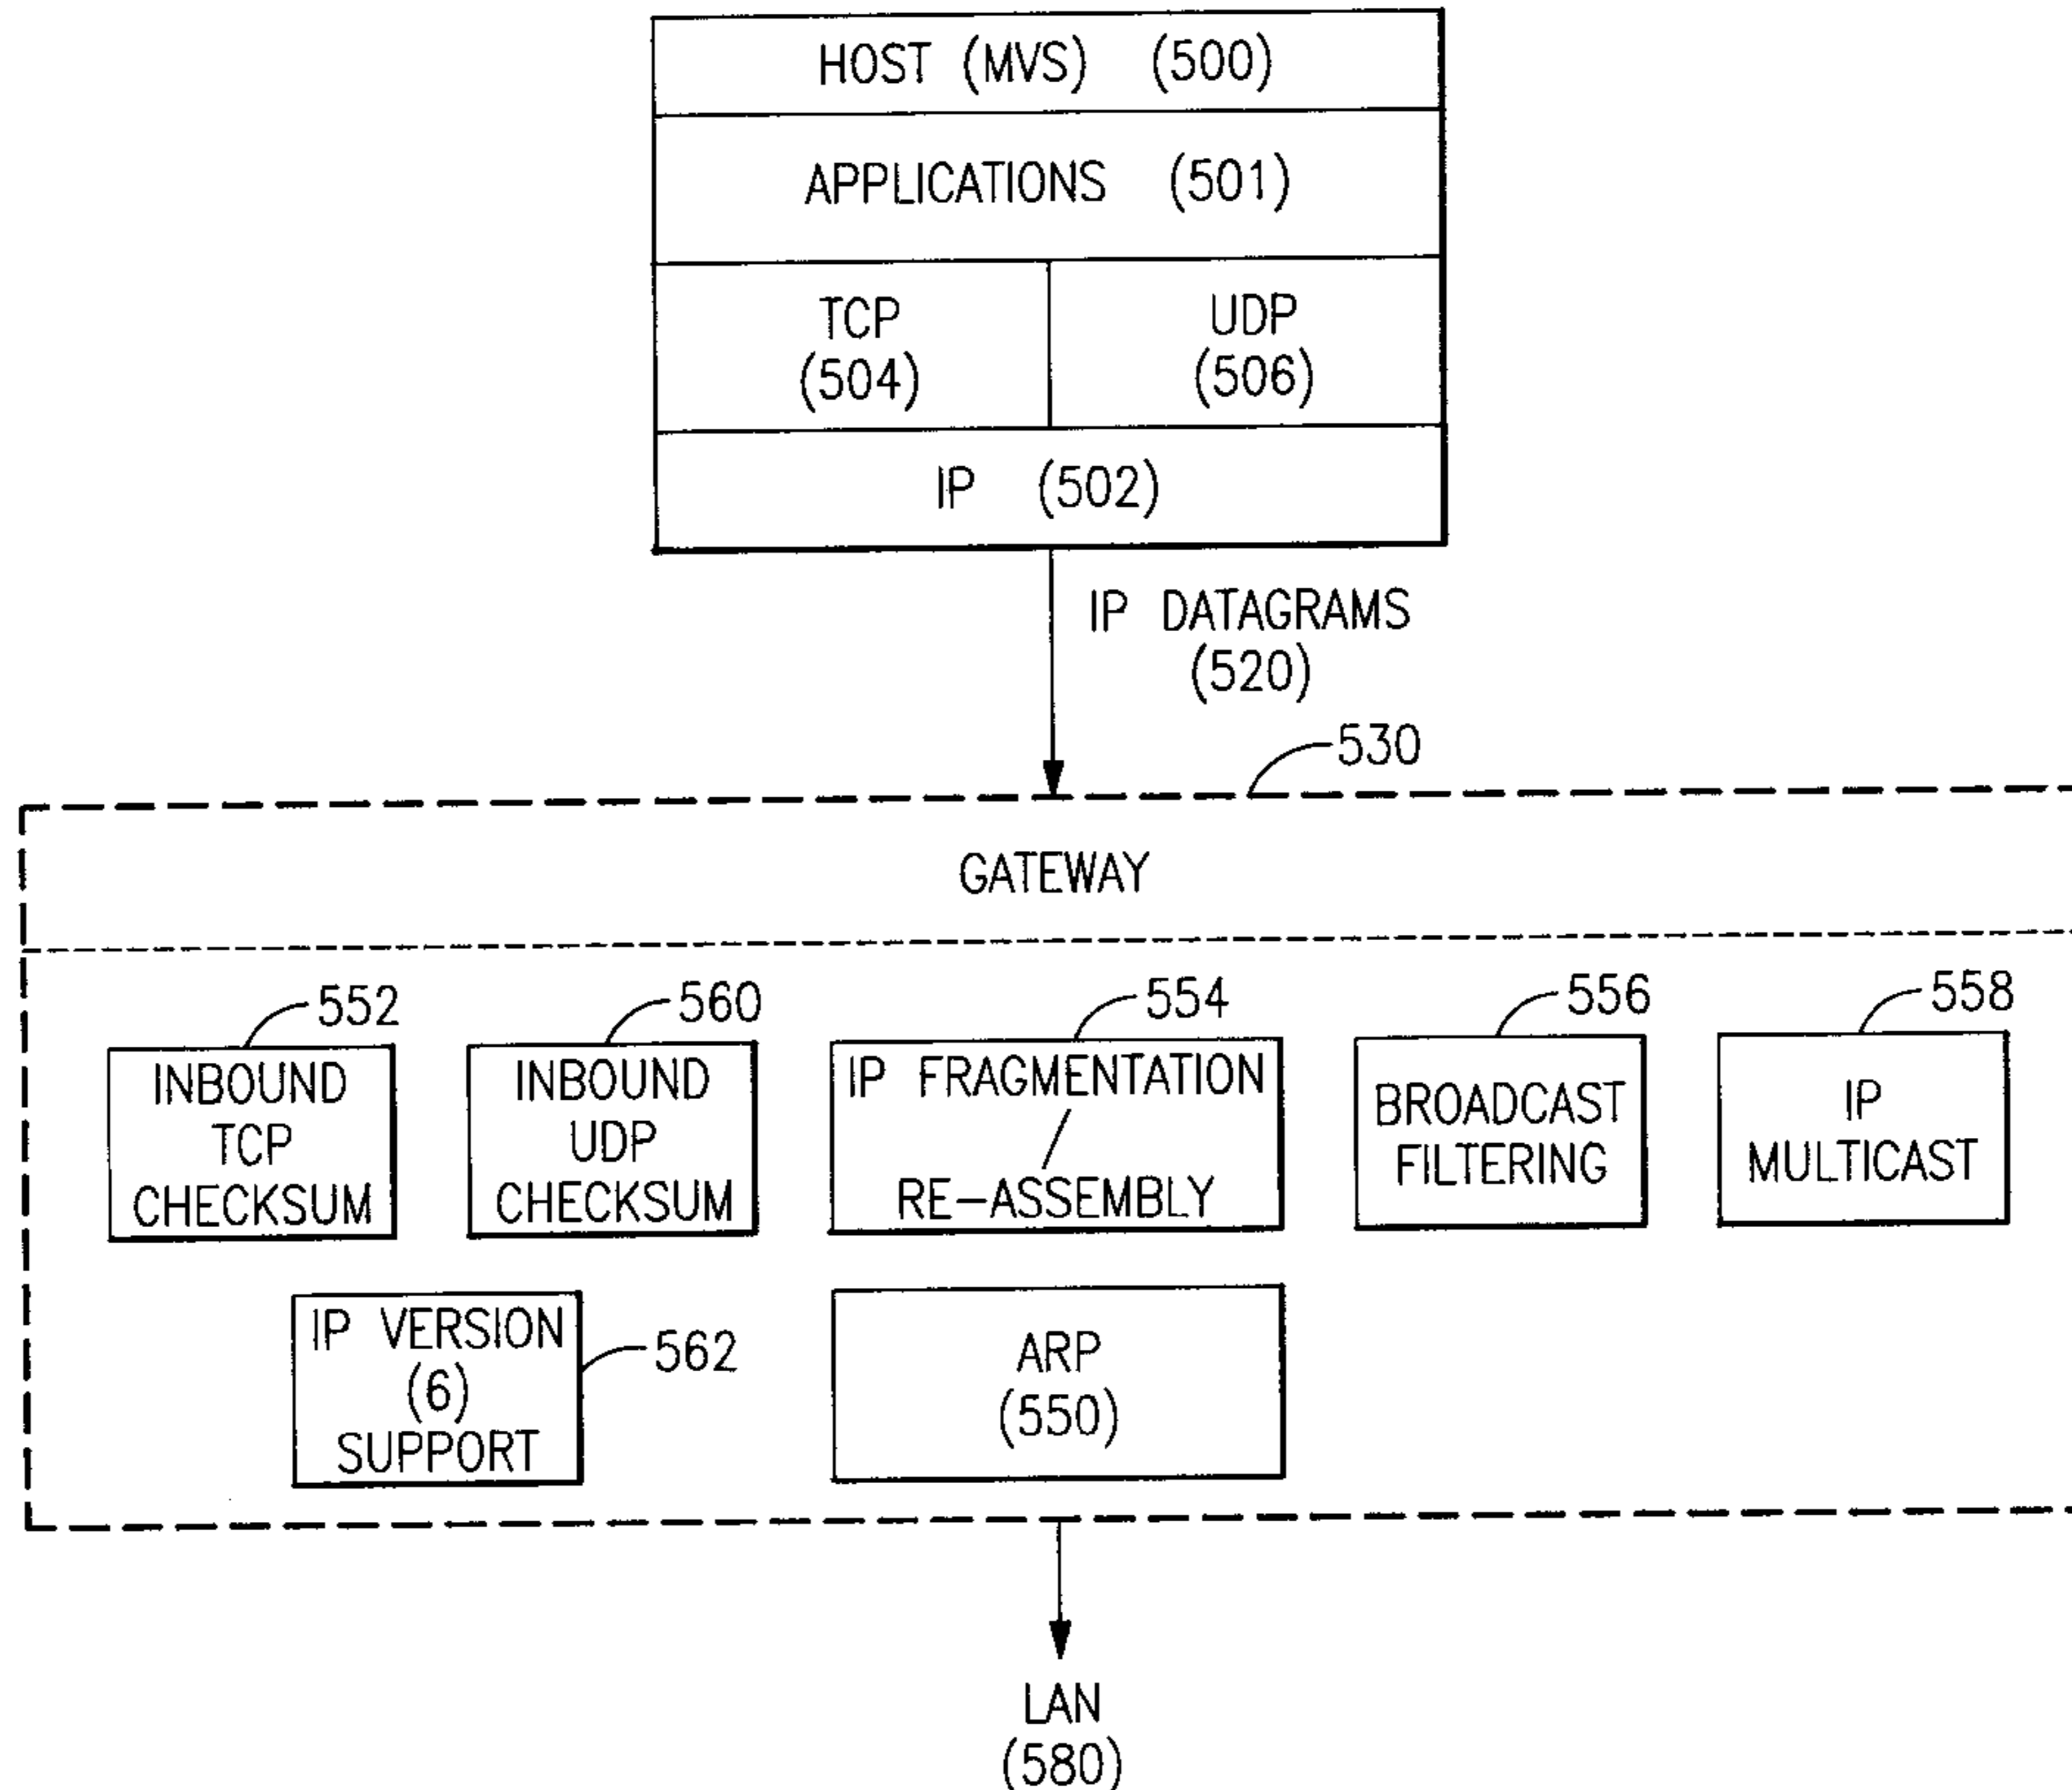 HOST (MVS) (500)
APPLICATIONS (501)
TCP
(504)
UDP
(506)
IP (502)
IP DATAGRAMS
(520)
530
GATEWAY
552
INBOUND
TCP
CHECKSUM
560
INBOUND
UDP
CHECKSUM
554
IP FRAGMENTATION
/
RE-ASSEMBLY
556
BROADCAST
FILTERING
558
IP
MULTICAST
IP VERSION
(6)
SUPPORT
562
ARP
(550)
LAN
(580)